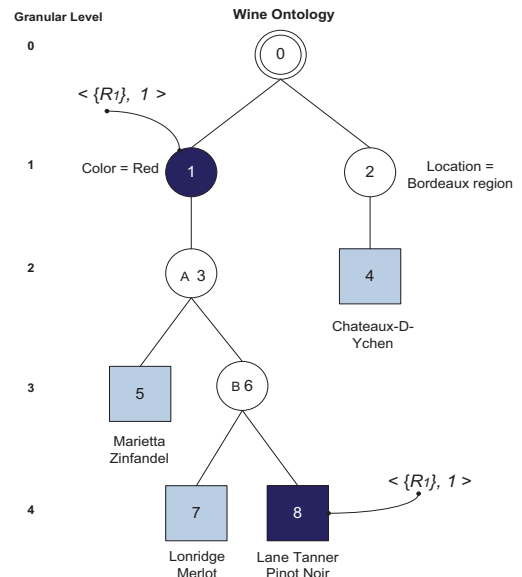 Granular Level
Wine Ontology
0
0
< {R1}, 1 >
1
Color = Red
1
2
Location =
Bordeaux region
2
A 3
4
Chateaux-D-
Ychen
3
5
B 6
Marietta
Zinfandel
< {R1}, 1 >
4
7
8
Lonridge
Merlot
Lane Tanner
Pinot Noir